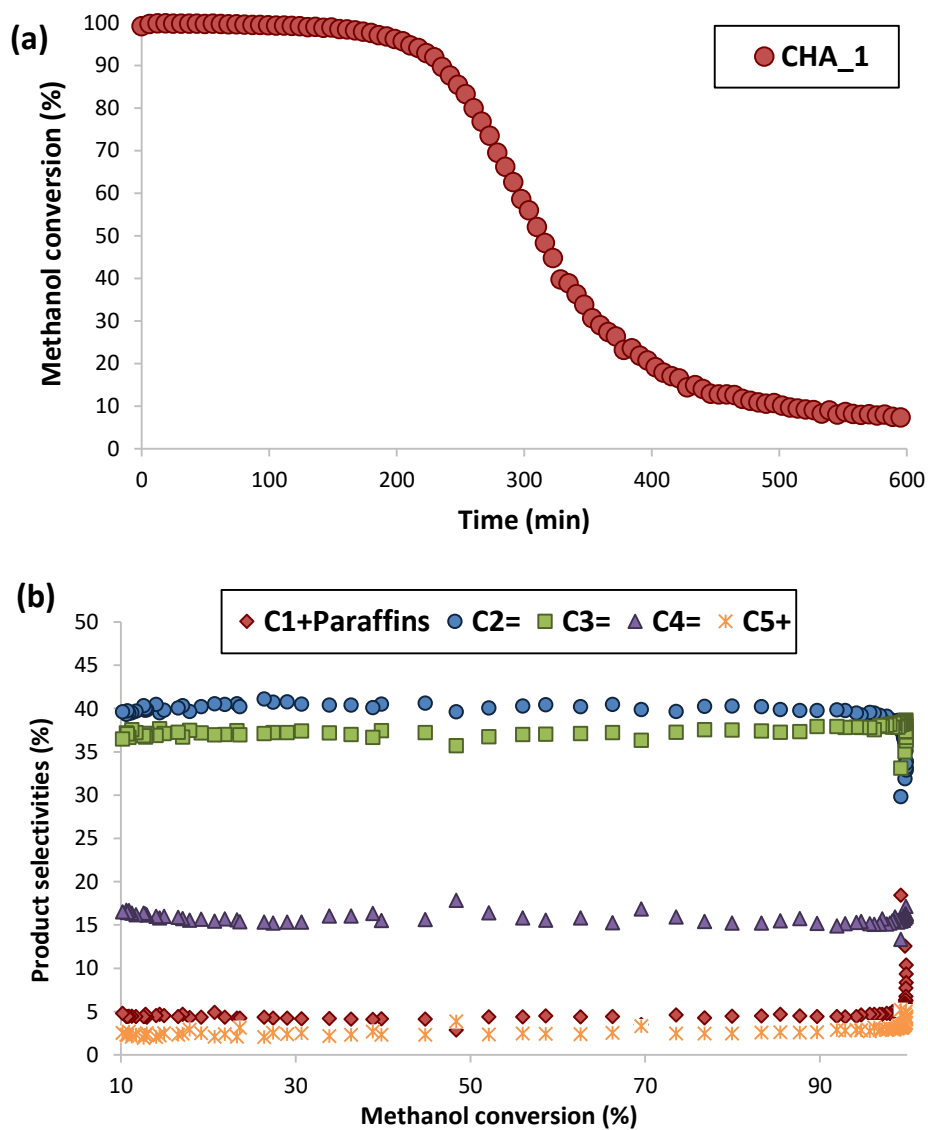 (a)
CHA_1
Methanol conversion (%)
100
90
80
70
60
50
40
30
20
10
0
0 100 200 300 400 500 600
Time (min)
(b)
C1+Paraffins C2= C3= C4= C5+
Product selectivities (%)
50
45
40
35
30
25
20
15
10
5
0
10 30 50 70 90
Methanol conversion (%)